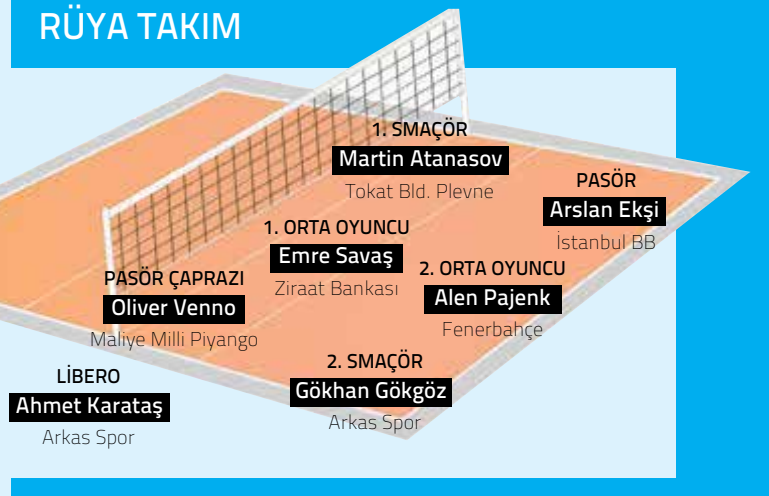 RÜYA TAKIM
1. SMAÇÖR
Martin Atanasov
Tokat Bld. Plevne
PASÖR
Arslan Ekşi
İstanbul BB
1. ORTA OYUNCU
Emre Savaş
Ziraat Bankası
2. ORTA OYUNCU
Alen Pajenk
Fenerbahçe
PASÖR ÇAPRAZI
Oliver Venno
Maliye Milli Piyango
2. SMAÇÖR
Gökhan Gökgöz
Arkas Spor
LİBERO
Ahmet Karataş
Arkas Spor